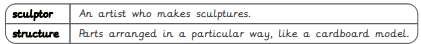 sculptor An artist who makes sculptures.
structure Parts arranged in a particular way, like a cardboard model.